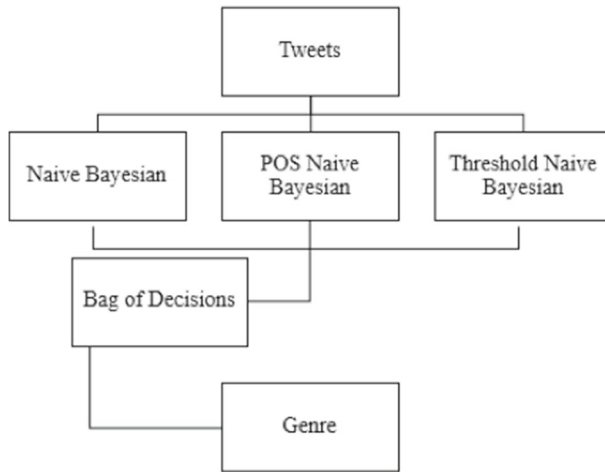 Tweets
Naive Bayesian
POS Naive
Bayesian
Threshold Naive
Bayesian
Bag of Decisions
Genre